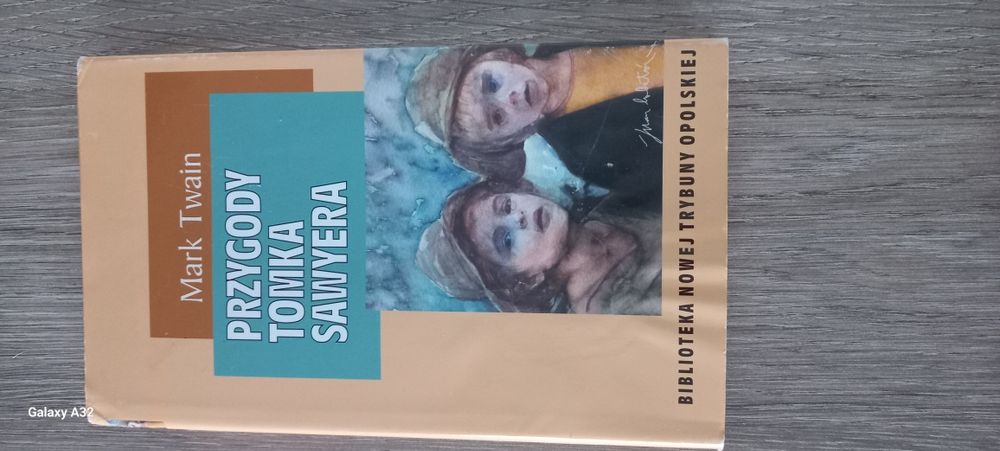 Mark Twain
PRZYGODY
TOMKA
SAWYERA
BIBLIOTEKA NOWEJ TRYBUNY OPOLSKIEJ
Galaxy A32